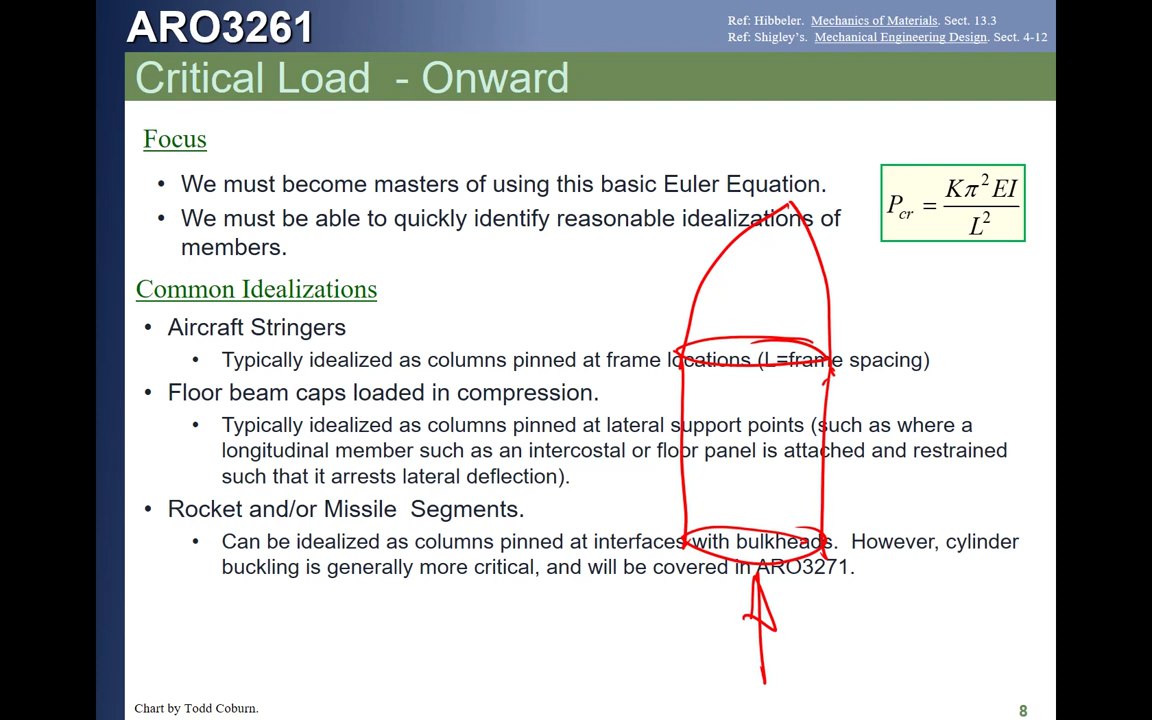 ARO3261
Ref: Hibbeler. Mechanics of Materials. Sect. 13.3
Ref: Shigley's. Mechanical Engineering Design. Sect. 4-12
Critical Load - Onward
Focus
• We must become masters of using this basic Euler Equation.
• We must be able to quickly identify reasonable idealizations of
members.
P_cr = Kπ²EI / L²
Common Idealizations
• Aircraft Stringers
• Typically idealized as columns pinned at frame locations (L=frame spacing)
• Floor beam caps loaded in compression.
• Typically idealized as columns pinned at lateral support points (such as where a
longitudinal member such as an intercostal or floor panel is attached and restrained
such that it arrests lateral deflection).
• Rocket and/or Missile Segments.
• Can be idealized as columns pinned at interfaces with bulkheads. However, cylinder
buckling is generally more critical, and will be covered in ARO3271.
Chart by Todd Coburn.
8